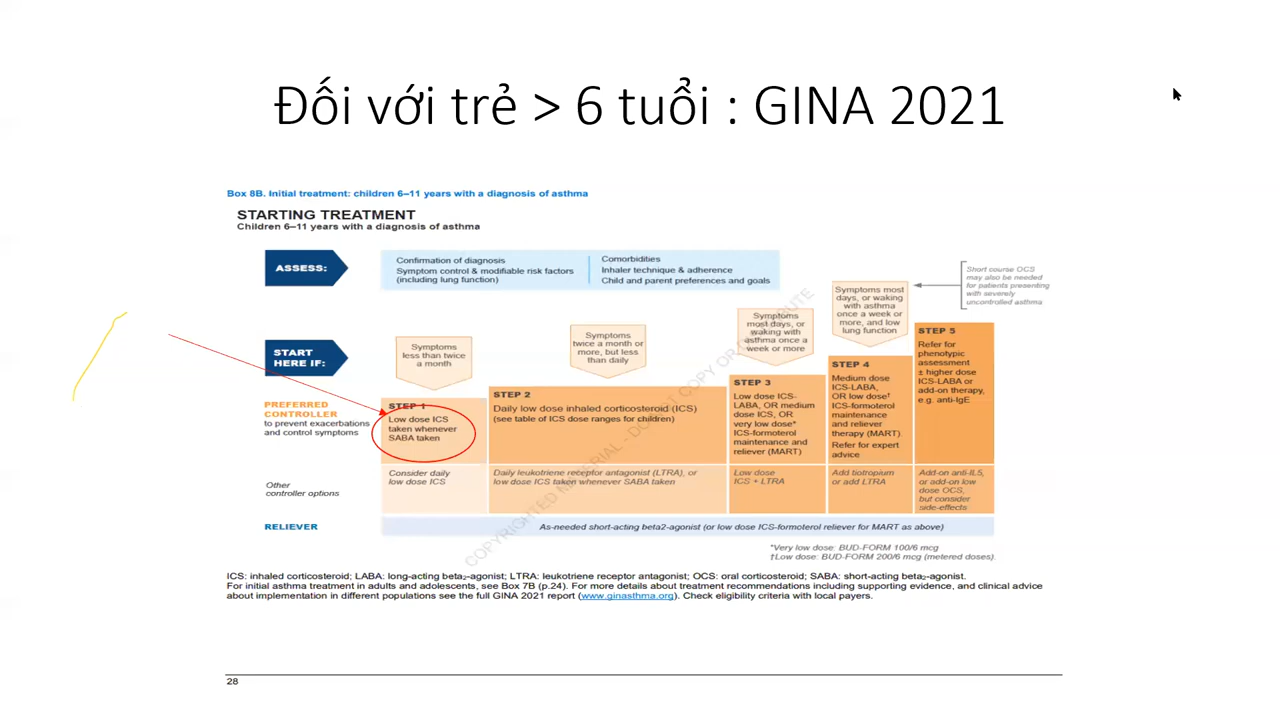 Đối với trẻ > 6 tuổi : GINA 2021
Box 8B. Initial treatment: children 6–11 years with a diagnosis of asthma
STARTING TREATMENT
Children 6–11 years with a diagnosis of asthma
ASSESS:
Confirmation of diagnosis
Symptom control & modifiable risk factors
(including lung function)
Comorbidities
Inhaler technique & adherence
Child and parent preferences and goals
Short course OCS
may also be needed
for patients presenting
with severely
uncontrolled asthma
START
HERE IF:
Symptoms
less than twice
a month
Symptoms
twice a month or
more, but less
than daily
Symptoms
most days, or
waking with
asthma once a
week or more
Symptoms most
days, or waking
with asthma
once a week or
more, and low
lung function
PREFERRED
CONTROLLER
to prevent exacerbations
and control symptoms
STEP 1
Low dose ICS
taken whenever
SABA taken
STEP 2
Daily low dose inhaled corticosteroid (ICS)
(see table of ICS dose ranges for children)
STEP 3
Low dose ICS-
LABA, OR medium
dose ICS, OR
very low dose*
ICS-formoterol
maintenance and
reliever (MART)
STEP 4
Medium dose
ICS-LABA,
OR low dose†
ICS-formoterol
maintenance
and reliever
therapy (MART).
Refer for expert
advice
STEP 5
Refer for
phenotypic
assessment
± higher dose
ICS-LABA or
add-on therapy,
e.g. anti-IgE
Other
controller options
Consider daily
low dose ICS
Daily leukotriene receptor antagonist (LTRA), or
low dose ICS taken whenever SABA taken
Low dose
ICS + LTRA
Add tiotropium
or add LTRA
Add-on anti-IL5,
or add-on low
dose OCS,
but consider
side-effects
RELIEVER
As-needed short-acting beta2-agonist (or low dose ICS-formoterol reliever for MART as above)
COPYRIGHTED MATERIAL - DO NOT COPY OR DISTRIBUTE
*Very low dose: BUD-FORM 100/6 mcg
†Low dose: BUD-FORM 200/6 mcg (metered doses).
ICS: inhaled corticosteroid; LABA: long-acting beta₂-agonist; LTRA: leukotriene receptor antagonist; OCS: oral corticosteroid; SABA: short-acting beta₂-agonist.
For initial asthma treatment in adults and adolescents, see Box 7B (p.24). For more details about treatment recommendations including supporting evidence, and clinical advice
about implementation in different populations see the full GINA 2021 report (www.ginasthma.org). Check eligibility criteria with local payers.
28